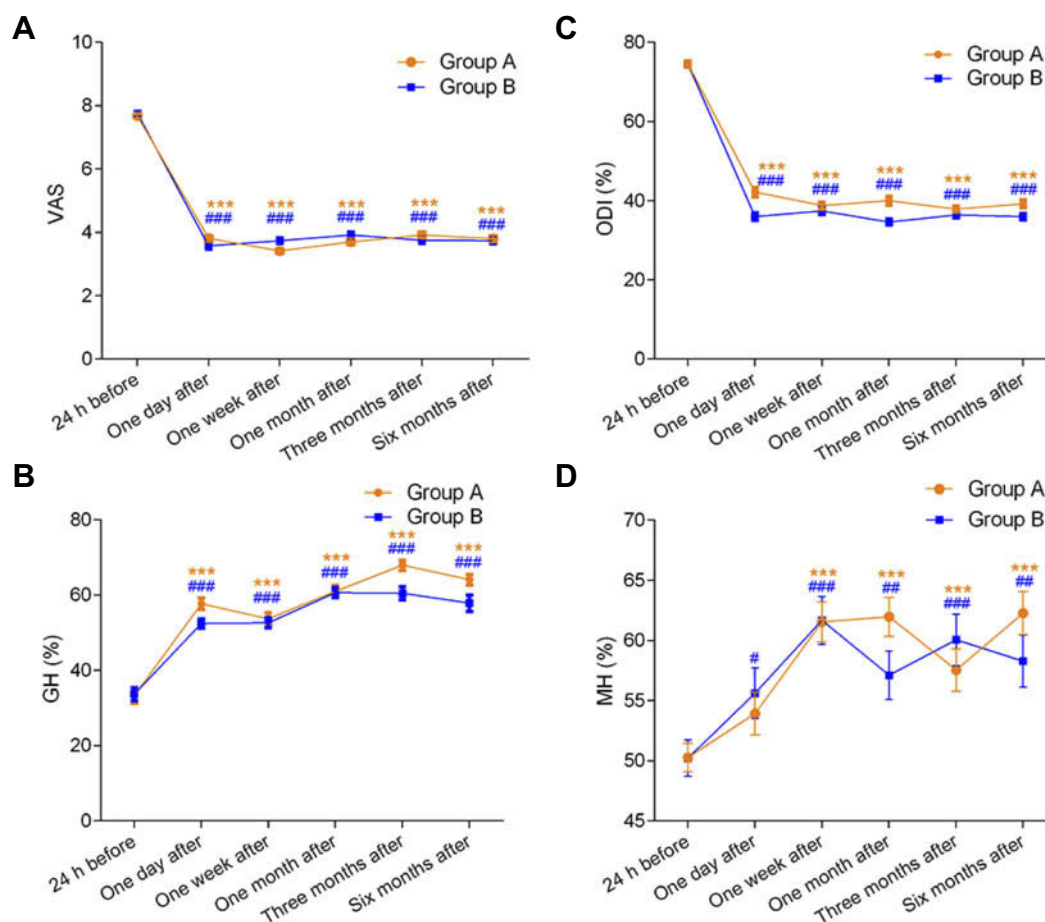 A
VAS
10
8
6
4
2
0
Group A
Group B
***
###
***
###
***
###
***
###
***
###
24 h before
One day after
One week after
One month after
Three months after
Six months after
C
ODI (%)
80
60
40
20
0
Group A
Group B
***
###
***
###
***
###
***
###
***
###
24 h before
One day after
One week after
One month after
Three months after
Six months after
B
GH (%)
80
60
40
20
0
Group A
Group B
***
###
***
###
***
###
***
###
***
###
24 h before
One day after
One week after
One month after
Three months after
Six months after
D
MH (%)
70
65
60
55
50
45
Group A
Group B
#
***
###
***
##
***
###
***
##
24 h before
One day after
One week after
One month after
Three months after
Six months after